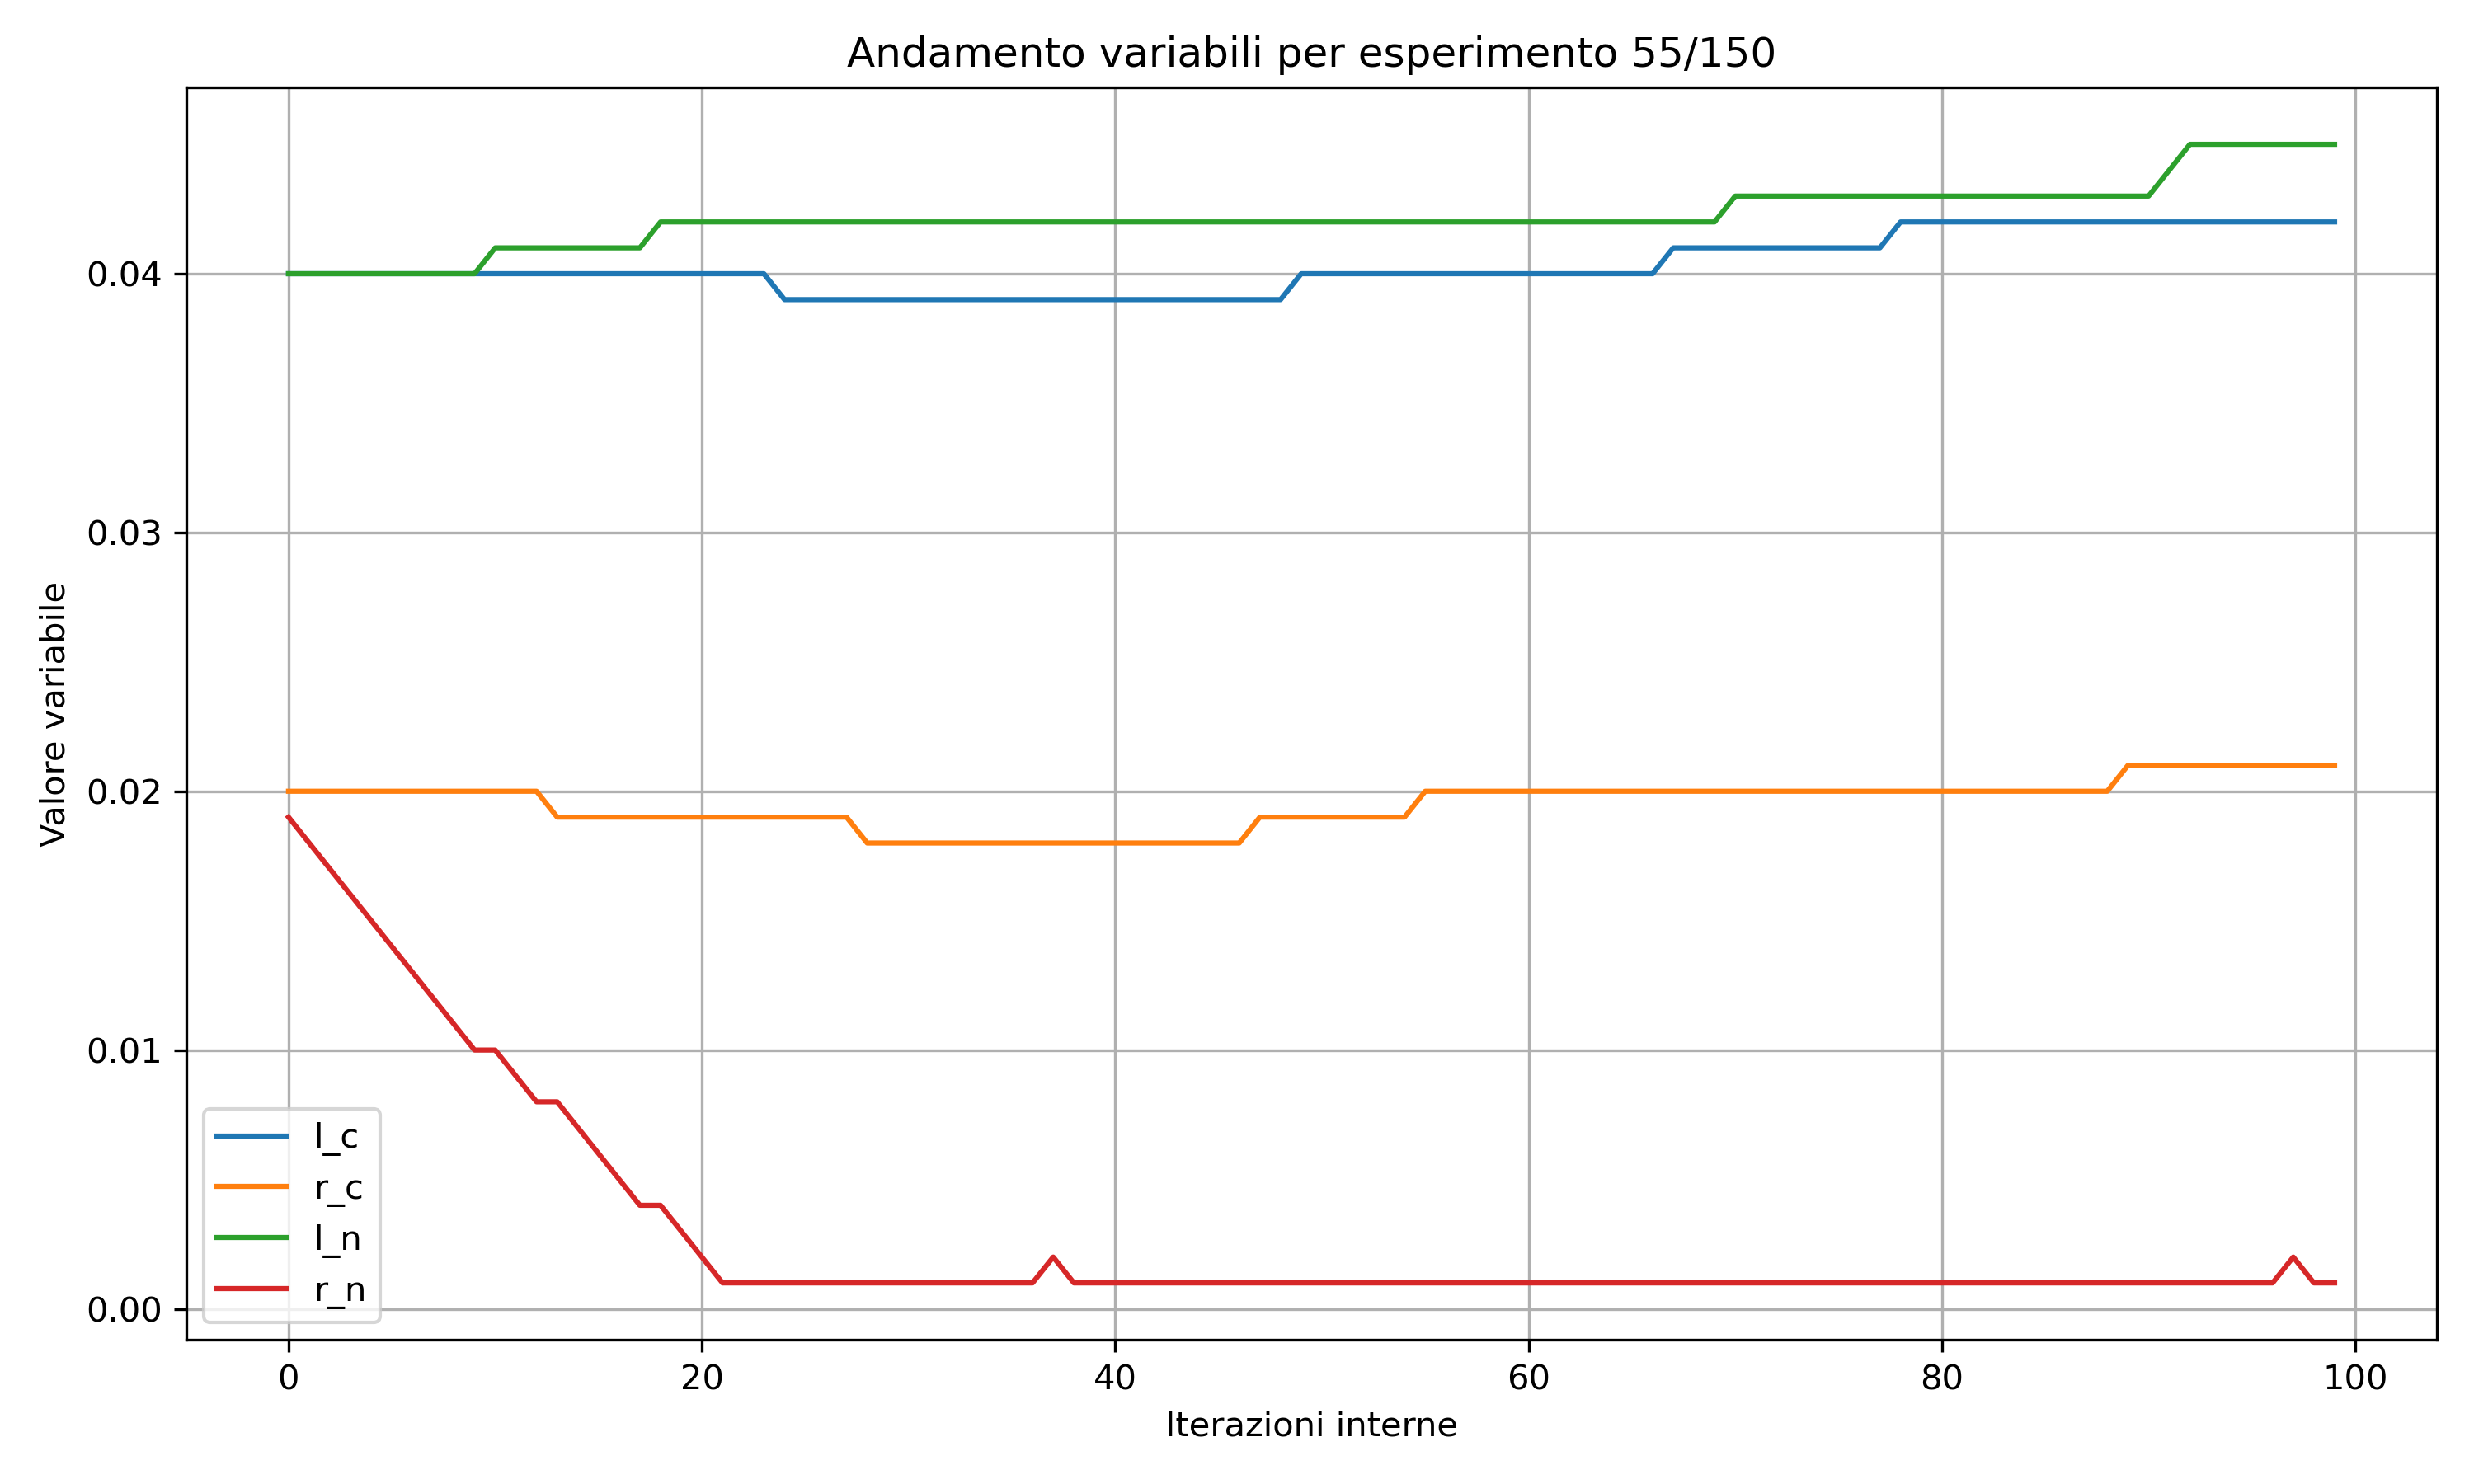 Andamento variabili per esperimento 55/150
Valore variabile
0.04
0.03
0.02
0.01
0.00
l_c
r_c
l_n
r_n
0 20 40 60 80 100
Iterazioni interne